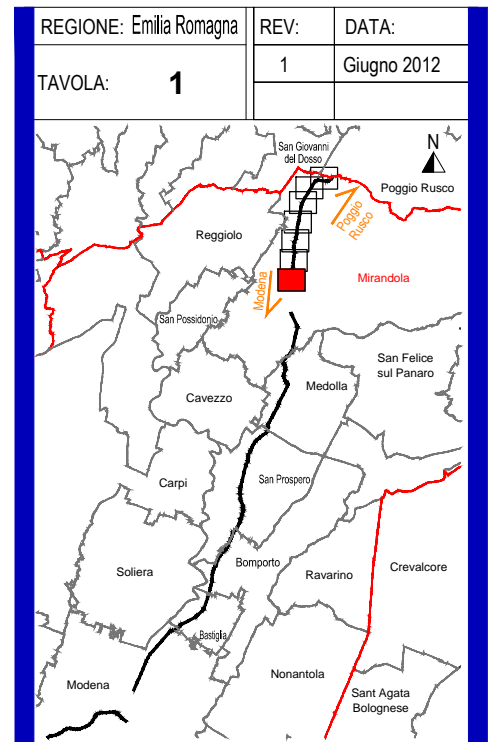 REGIONE: Emilia Romagna
REV:
DATA:
TAVOLA:
1
1
Giugno 2012
San Giovanni
del Dosso
N
Poggio Rusco
Poggio
Rusco
Reggiolo
Mirandola
Modena
San Possidonio
San Felice
sul Panaro
Medolla
Cavezzo
San Prospero
Carpi
Bomporto
Crevalcore
Soliera
Ravarino
Bastiglia
Nonantola
Modena
Sant Agata
Bolognese